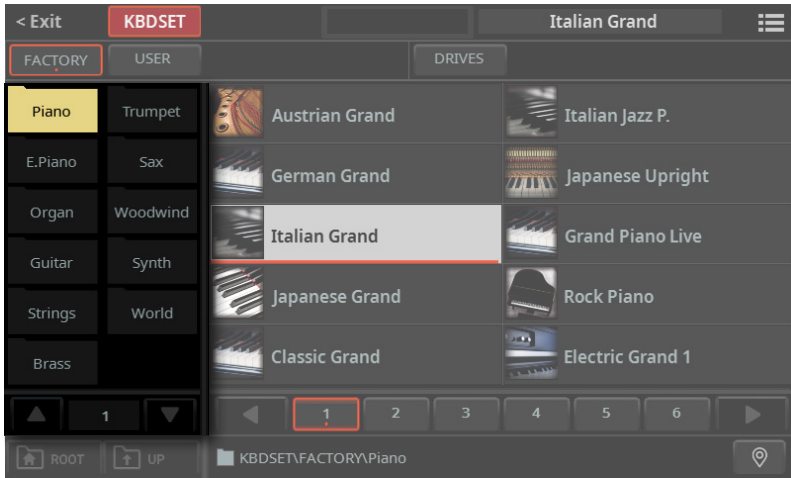 < Exit KBDSET Italian Grand
FACTORY USER DRIVES
Piano Trumpet
E.Piano Sax
Organ Woodwind
Guitar Synth
Strings World
Brass
1
Austrian Grand Italian Jazz P.
German Grand Japanese Upright
Italian Grand Grand Piano Live
Japanese Grand Rock Piano
Classic Grand Electric Grand 1
1 2 3 4 5 6
ROOT UP KBDSET\FACTORY\Piano